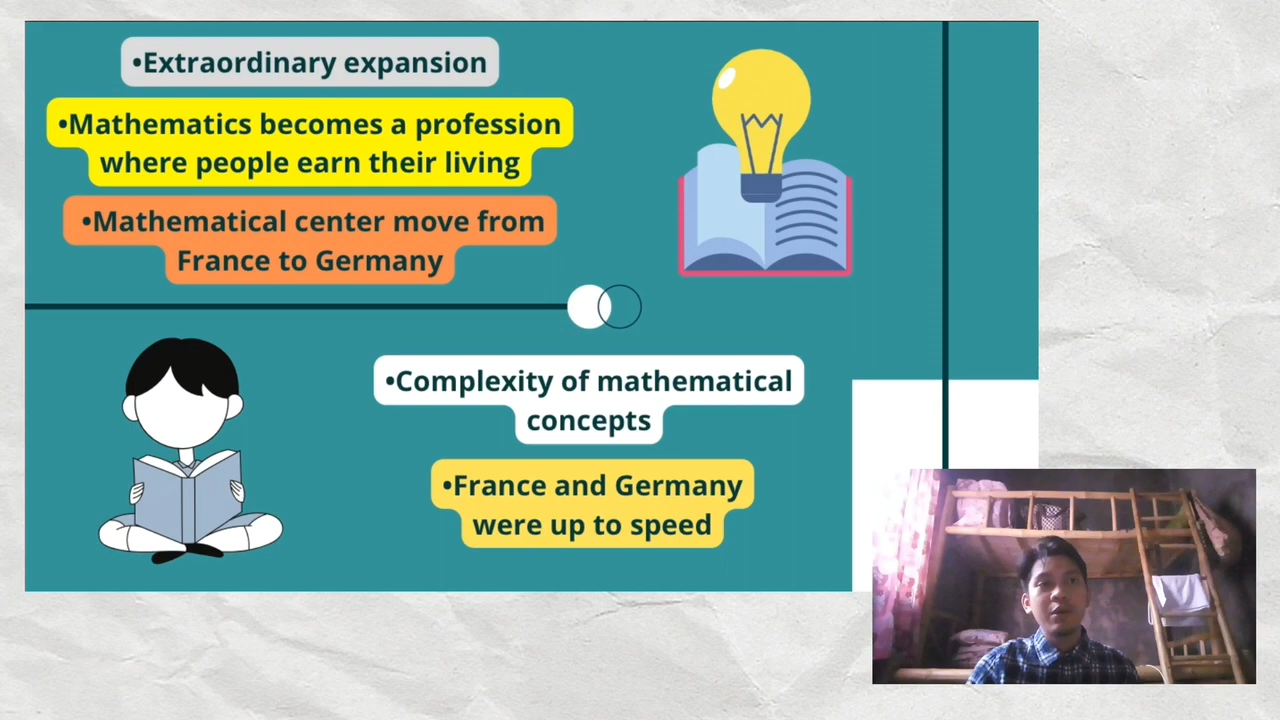 •Extraordinary expansion
•Mathematics becomes a profession
where people earn their living
•Mathematical center move from
France to Germany
•Complexity of mathematical
concepts
•France and Germany
were up to speed